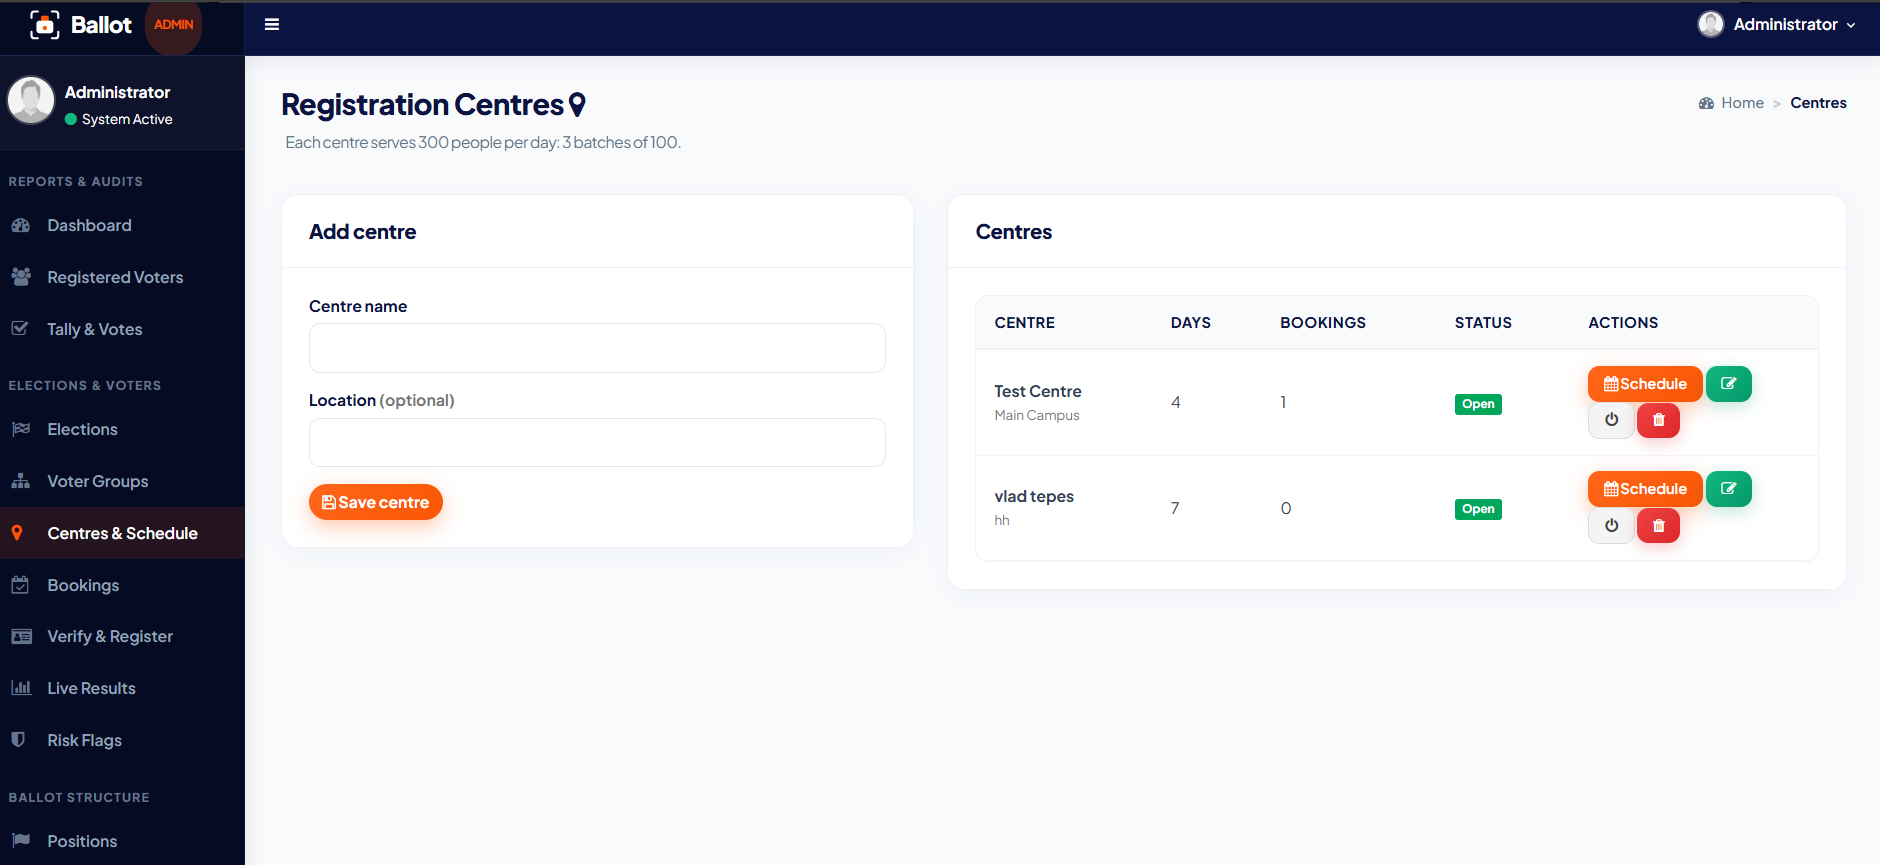 Ballot ADMIN
Administrator
Administrator
System Active
REPORTS & AUDITS
Dashboard
Registered Voters
Tally & Votes
ELECTIONS & VOTERS
Elections
Voter Groups
Centres & Schedule
Bookings
Verify & Register
Live Results
Risk Flags
BALLOT STRUCTURE
Positions
Registration Centres
Home > Centres
Each centre serves 300 people per day: 3 batches of 100.
Add centre
Centre name
Location (optional)
Save centre
Centres
CENTRE DAYS BOOKINGS STATUS ACTIONS
Test Centre 4 1 Open Schedule
Main Campus
vlad tepes 7 0 Open Schedule
hh